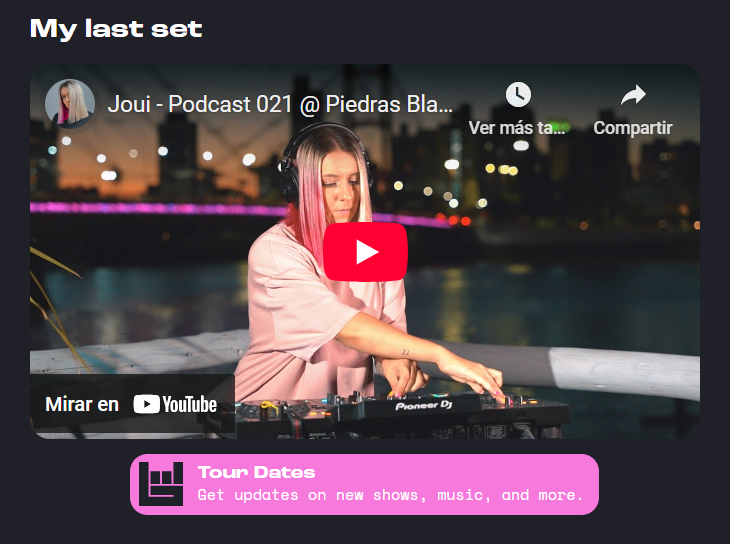 My last set
Joui - Podcast 021 @ Piedras Bla...
Ver más ta...
Compartir
Pioneer Dj
22
Mirar en YouTube
Tour Dates
Get updates on new shows, music, and more.